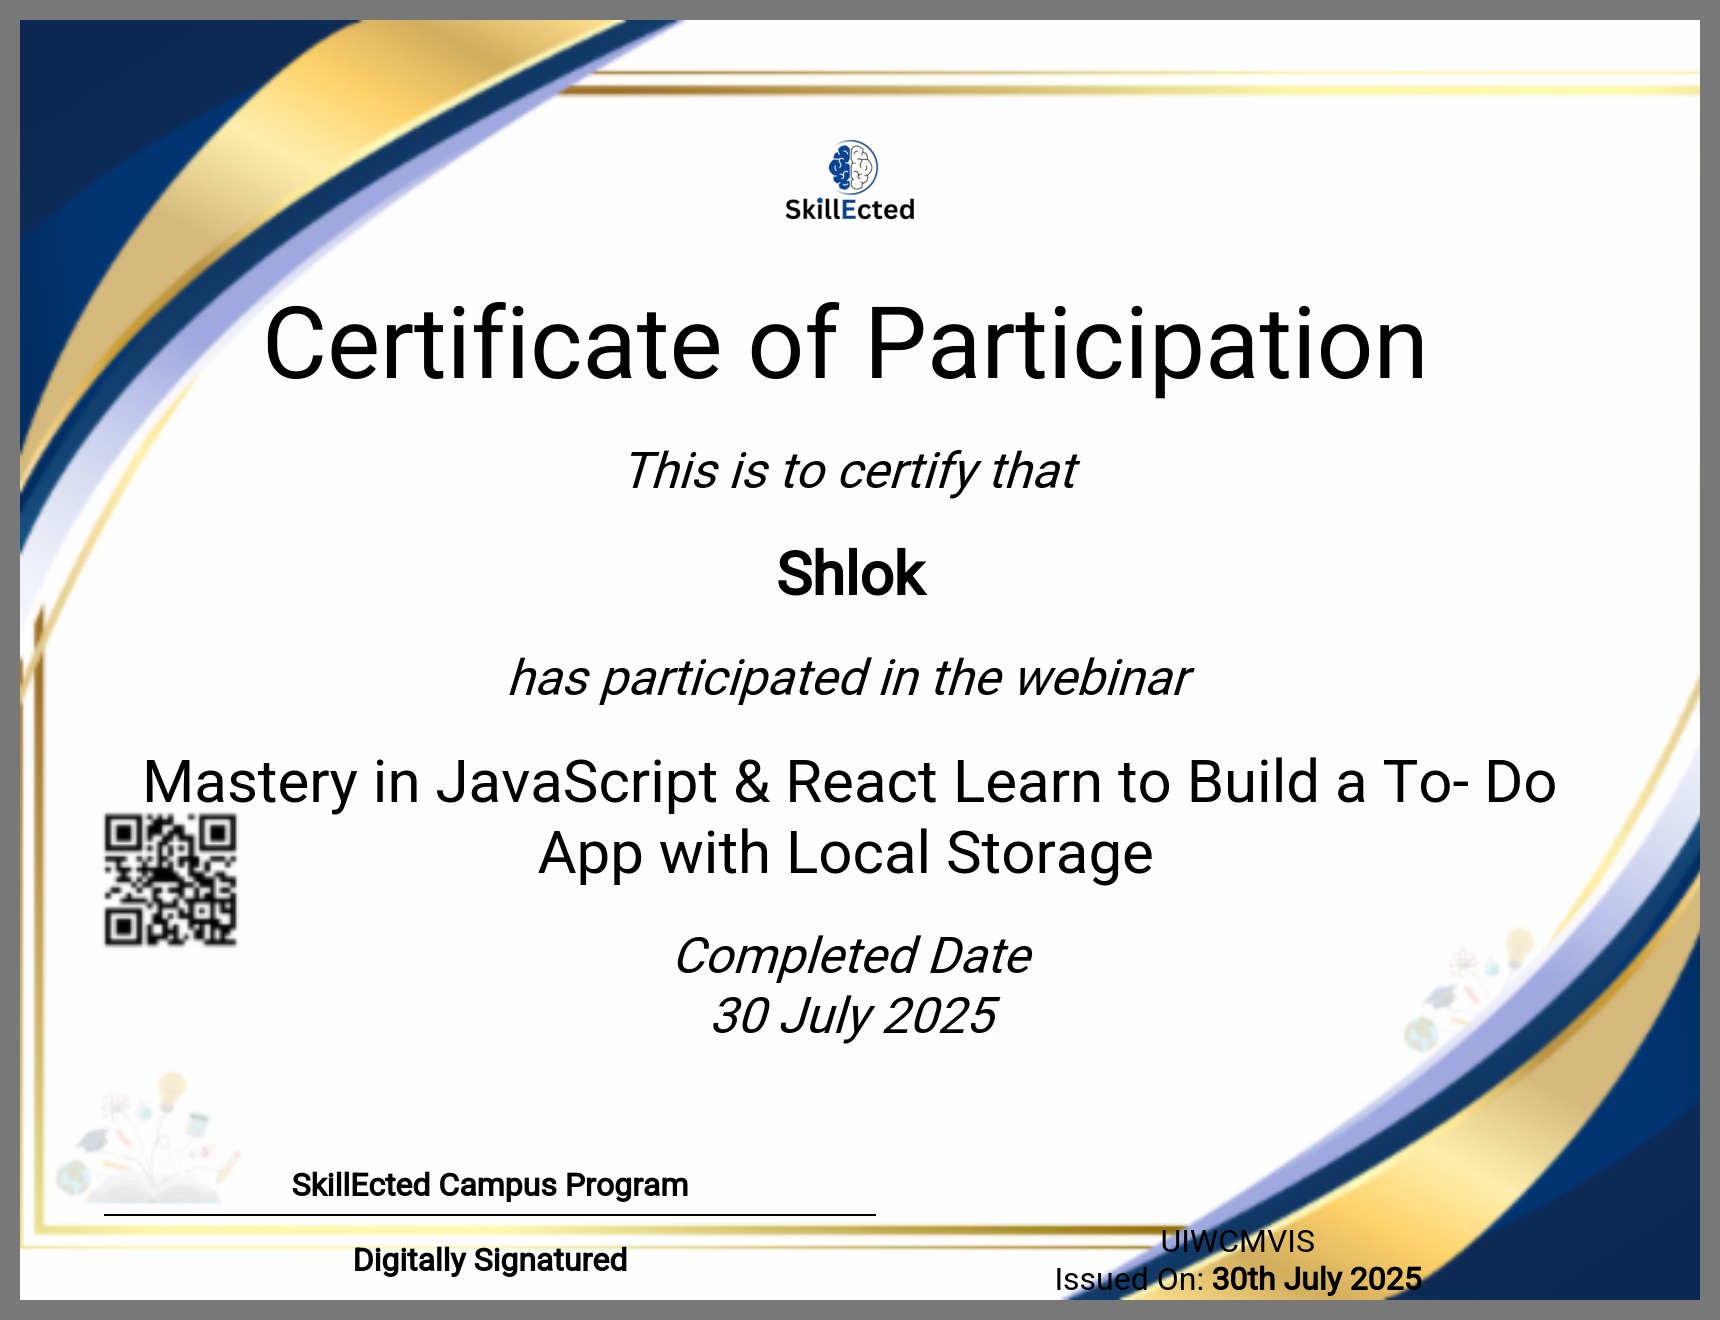 SkillEcted
Certificate of Participation
This is to certify that
Shlok
has participated in the webinar
Mastery in JavaScript & React Learn to Build a To- Do
App with Local Storage
Completed Date
30 July 2025
SkillEcted Campus Program
Digitally Signatured
UIWCMVIS
Issued On: 30th July 2025